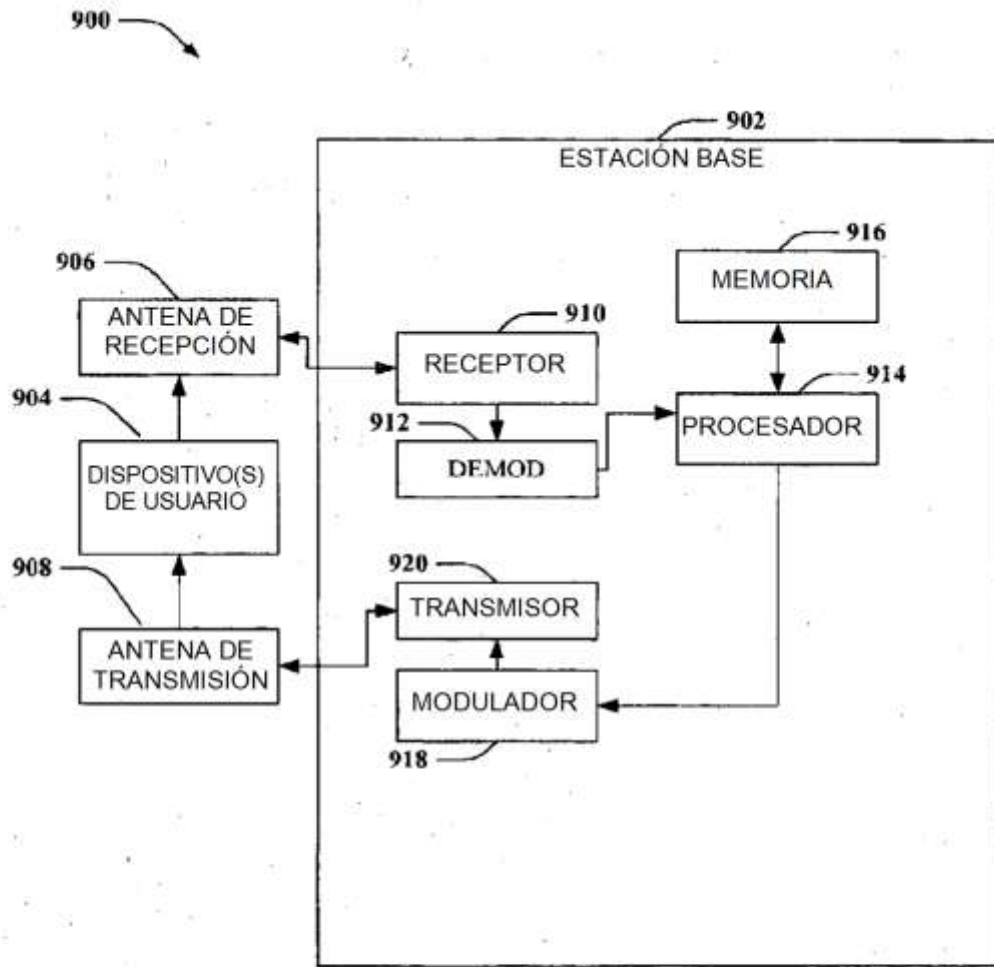 900
902
ESTACIÓN BASE
916
MEMORIA
906
ANTENA DE
RECEPCIÓN
910
RECEPTOR
914
PROCESADOR
904
912
DEMOD
DISPOSITIVO(S)
DE USUARIO
908
920
TRANSMISOR
ANTENA DE
TRANSMISIÓN
MODULADOR
918